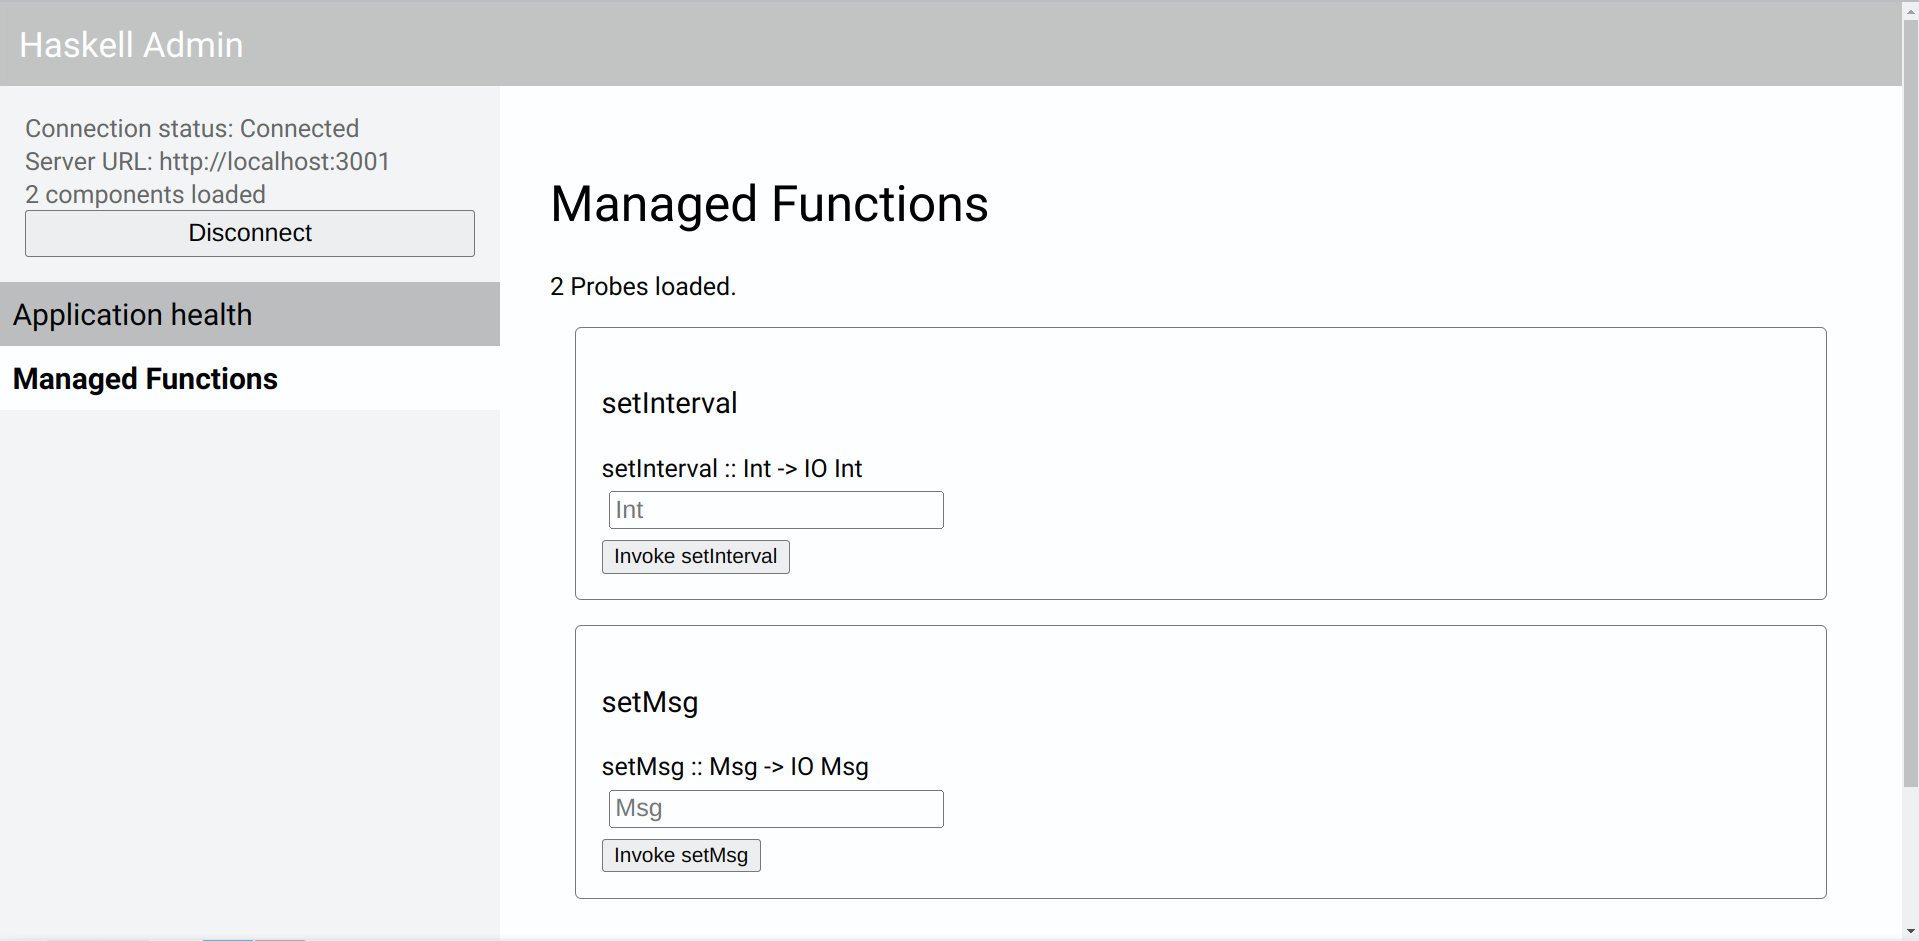 Haskell Admin
Connection status: Connected
Server URL: http://localhost:3001
2 components loaded
Disconnect
Application health
Managed Functions
Managed Functions
2 Probes loaded.
setInterval
setInterval :: Int -> IO Int
Int
Invoke setInterval
setMsg
setMsg :: Msg -> IO Msg
Msg
Invoke setMsg